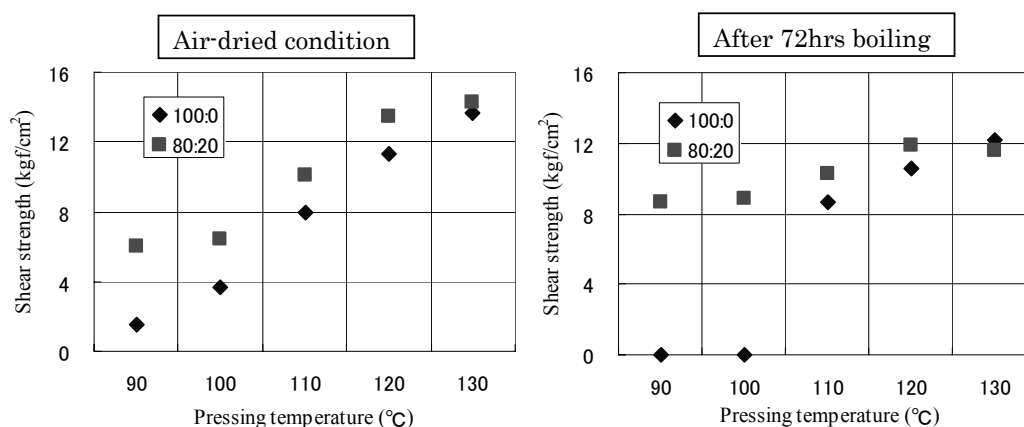 Air-dried condition
16
12
8
4
0
Shear strength (kgf/cm²)
100:0
80:20
90 100 110 120 130
Pressing temperature (℃)
After 72hrs boiling
16
12
8
4
0
Shear strength (kgf/cm²)
100:0
80:20
90 100 110 120 130
Pressing temperature (℃)